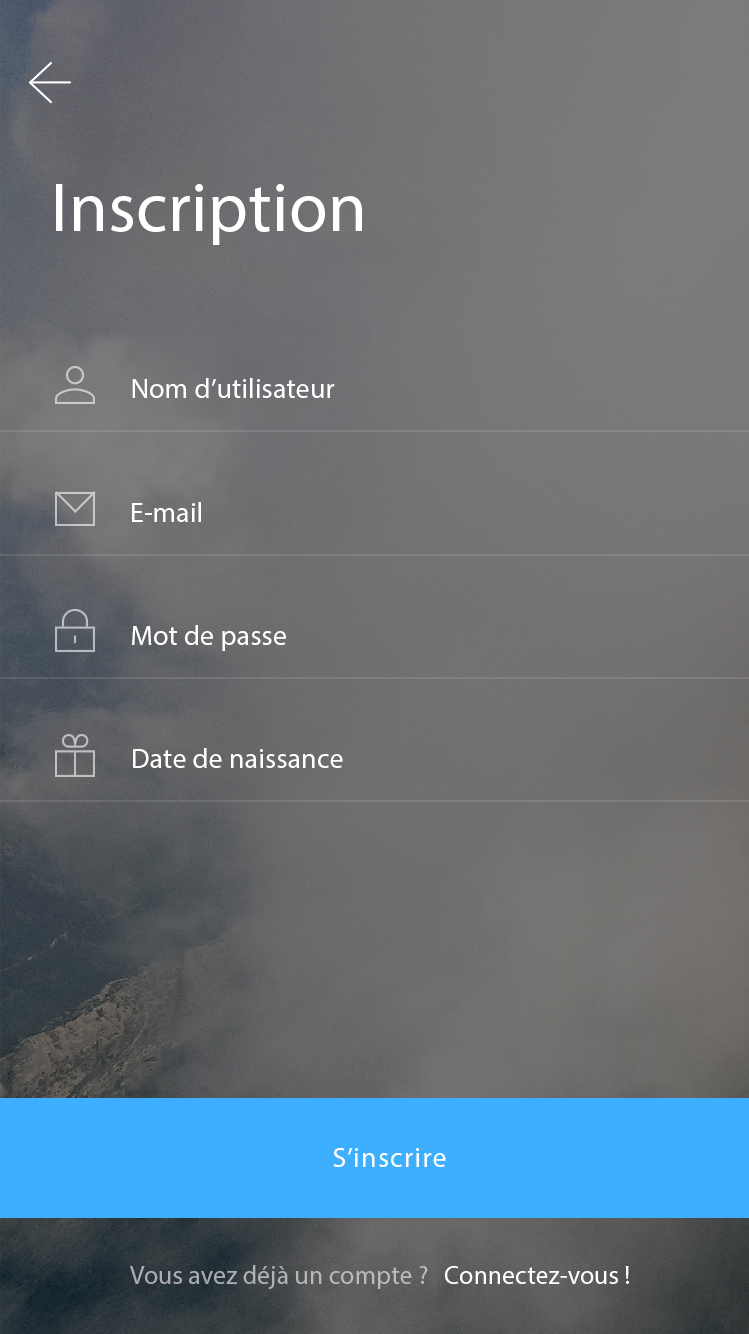 Inscription
Nom d’utilisateur
E-mail
Mot de passe
Date de naissance
S’inscrire
Vous avez déjà un compte ? Connectez-vous !